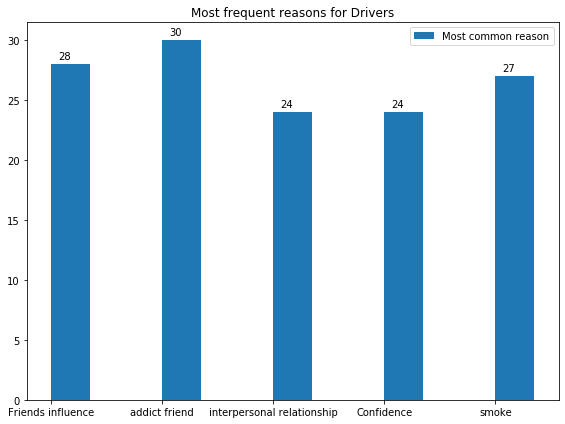 Most frequent reasons for Drivers
Most common reason
30
25
20
15
10
5
0
28
30
24
24
27
Friends influence
addict friend
interpersonal relationship
Confidence
smoke